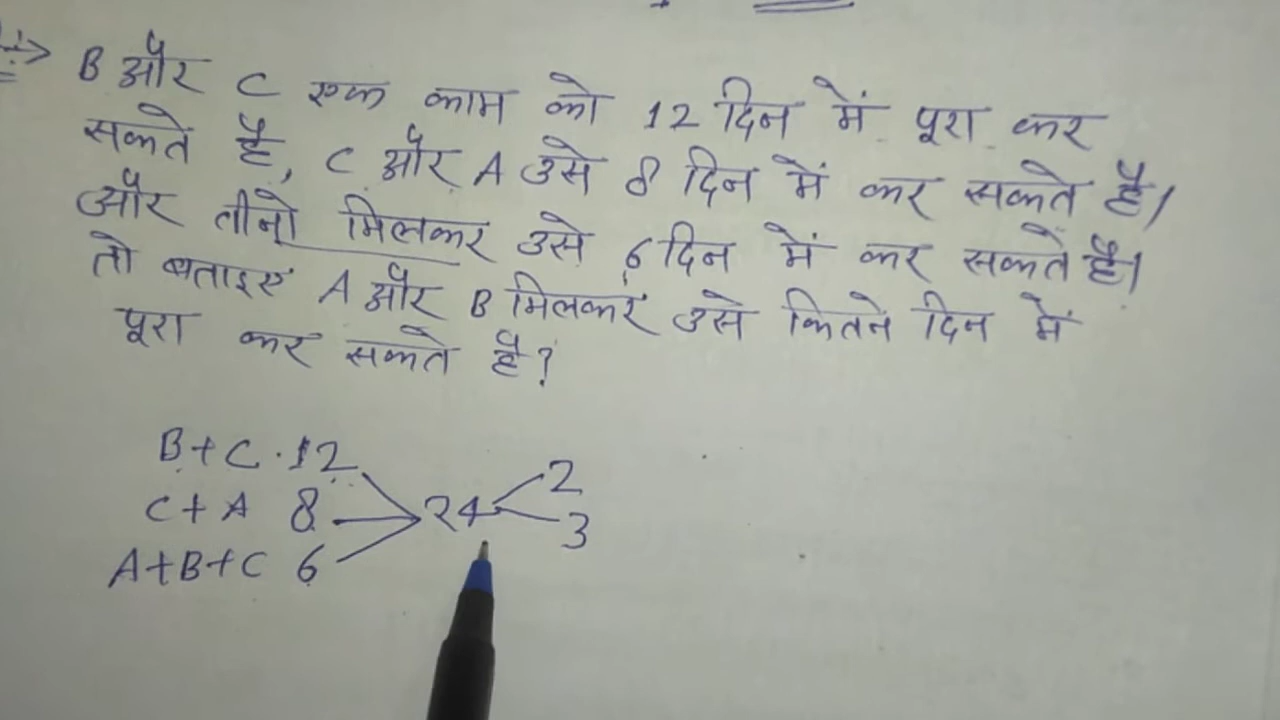 B और C एक काम को 12 दिन में पूरा कर
सकते है, C और A उसे 8 दिन में कर सकते है।
और तीनो मिलकर उसे 6 दिन में कर सकते है।
तो बताइए A और B मिलकर उसे कितने दिन में
पूरा कर सकते है?
B+C 12
C+A 8
A+B+C 6
24
2
3